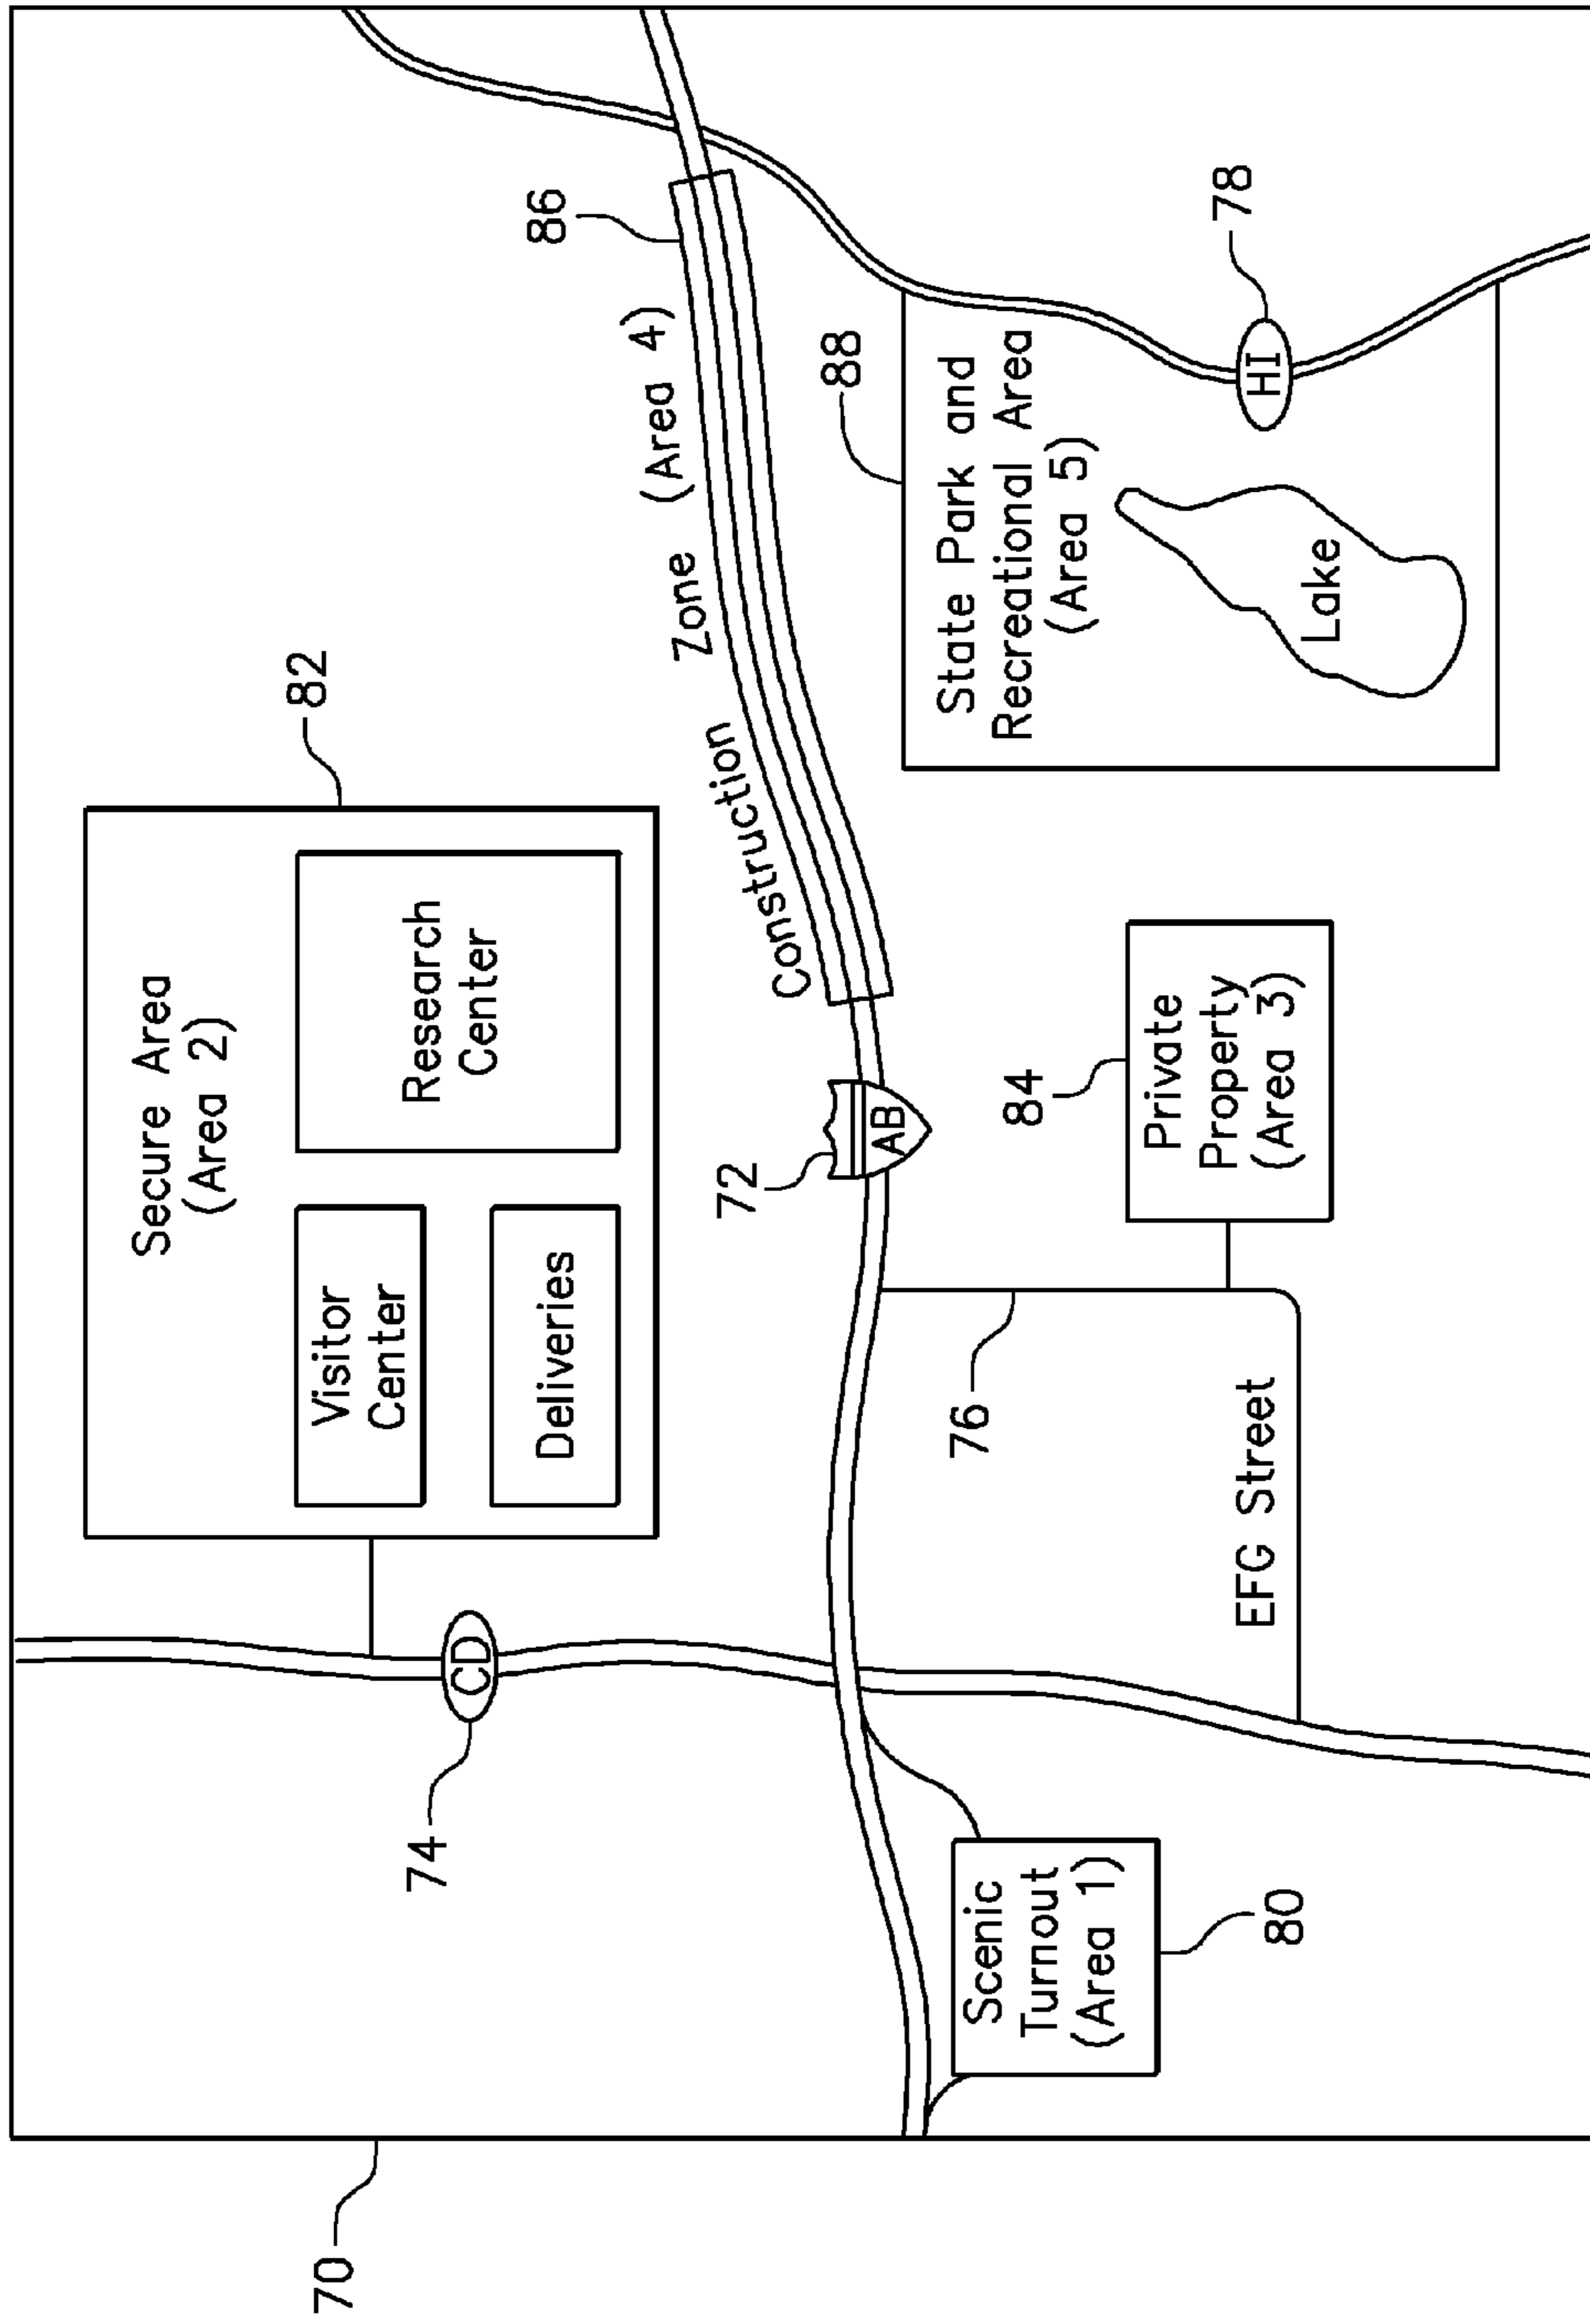 70
74
CD
Secure Area
(Area 2)
82
Visitor
Center
Deliveries
Research
Center
72
AB
Construction Zone (Area 4)
86
Scenic
Turnout
(Area 1)
80
76
EFG Street
84
Private
Property
(Area 3)
88
State Park and
Recreational Area
(Area 5)
Lake
HI
78